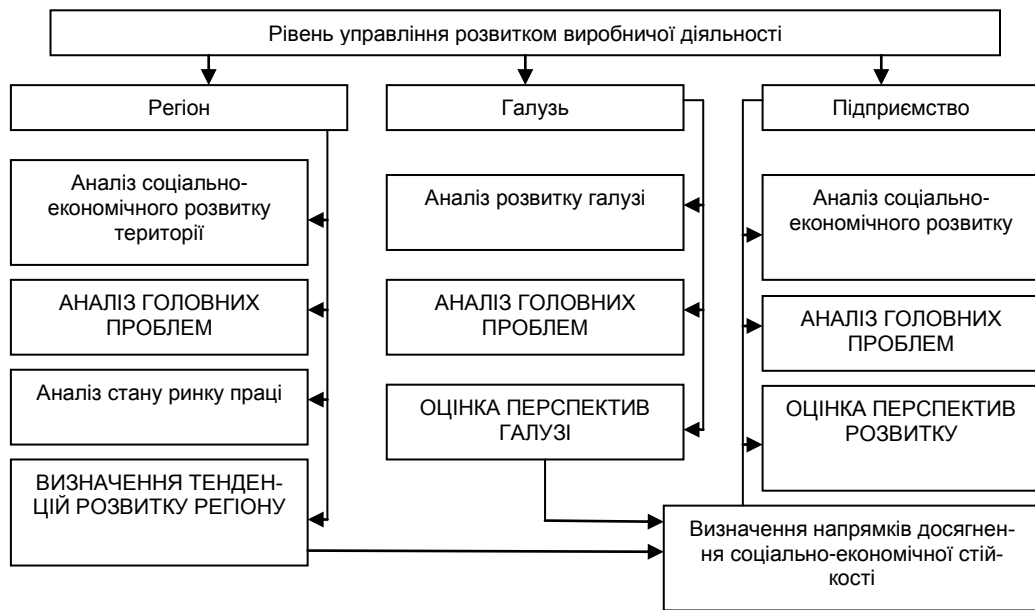 Рівень управління розвитком виробничої діяльності
Регіон
Галузь
Підприємство
Аналіз соціально-
економічного розвитку
території
АНАЛІЗ ГОЛОВНИХ
ПРОБЛЕМ
Аналіз стану ринку праці
ВИЗНАЧЕННЯ ТЕНДЕН-
ЦІЙ РОЗВИТКУ РЕГІОНУ
Аналіз розвитку галузі
АНАЛІЗ ГОЛОВНИХ
ПРОБЛЕМ
ОЦІНКА ПЕРСПЕКТИВ
ГАЛУЗІ
Аналіз соціально-
економічного розвитку
АНАЛІЗ ГОЛОВНИХ
ПРОБЛЕМ
ОЦІНКА ПЕРСПЕКТИВ
РОЗВИТКУ
Визначення напрямків досягнен-
ня соціально-економічної стій-
кості